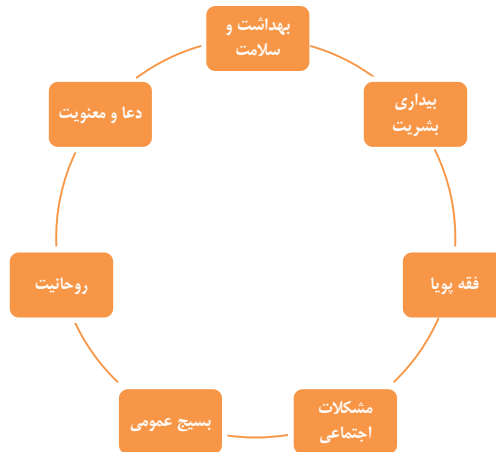 بهداشت و
سلامت
بیداری
بشریت
فقه پویا
مشکلات
اجتماعی
بسیج عمومی
روحانیت
دعا و معنویت